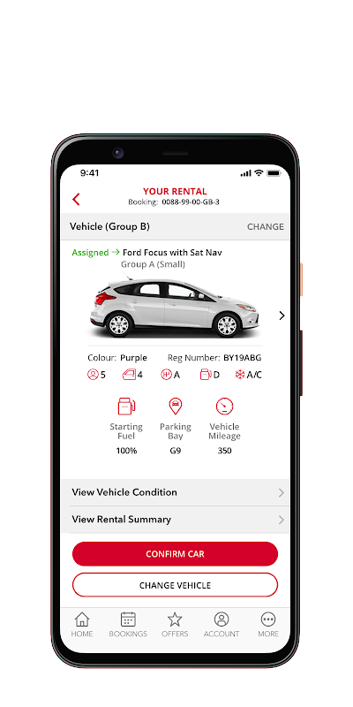 9:41
YOUR RENTAL
Booking: 0088-99-00-GB-3
Vehicle (Group B) CHANGE
Assigned → Ford Focus with Sat Nav
Group A (Small)
Colour: Purple Reg Number: BY19ABG
5 4 A D A/C
Starting Fuel Parking Bay Vehicle Mileage
100% G9 350
View Vehicle Condition
View Rental Summary
CONFIRM CAR
CHANGE VEHICLE
HOME BOOKINGS OFFERS ACCOUNT MORE